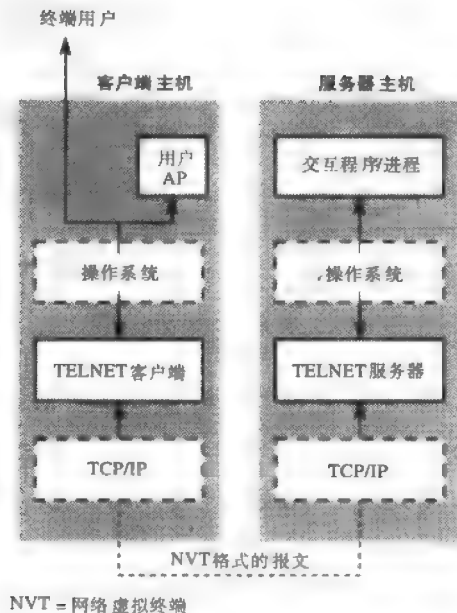 终端用户
客户端主机
服务器主机
用户
AP
交互程序/进程
操作系统
操作系统
TELNET客户端
TELNET服务器
TCP/IP
TCP/IP
NVT格式的报文
NVT = 网络虚拟终端